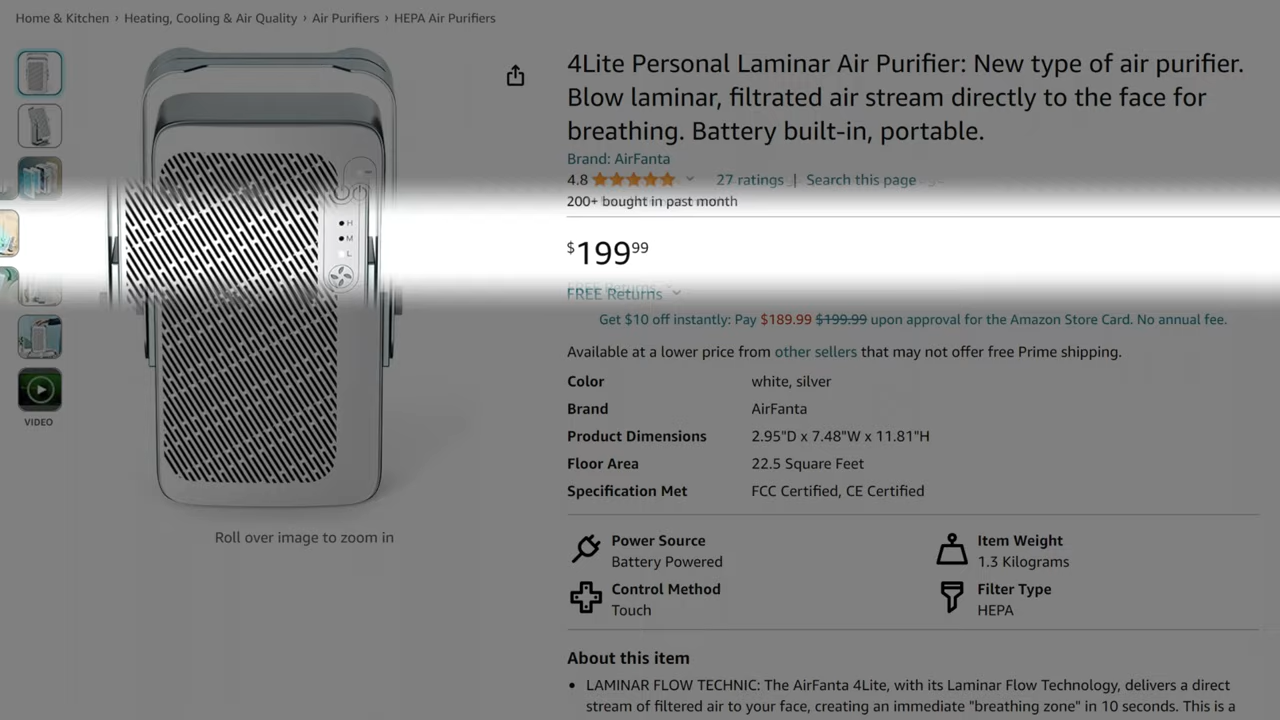 Home & Kitchen › Heating, Cooling & Air Quality › Air Purifiers › HEPA Air Purifiers
4Lite Personal Laminar Air Purifier: New type of air purifier.
Blow laminar, filtrated air stream directly to the face for
breathing. Battery built-in, portable.
Brand: AirFanta
4.8 27 ratings | Search this page
200+ bought in past month
$199.99
FREE Returns
Get $10 off instantly: Pay $189.99 $199.99 upon approval for the Amazon Store Card. No annual fee.
Available at a lower price from other sellers that may not offer free Prime shipping.
Color white, silver
Brand AirFanta
Product Dimensions 2.95"D x 7.48"W x 11.81"H
Floor Area 22.5 Square Feet
Specification Met FCC Certified, CE Certified
Power Source
Battery Powered
Item Weight
1.3 Kilograms
Control Method
Touch
Filter Type
HEPA
About this item
• LAMINAR FLOW TECHNIC: The AirFanta 4Lite, with its Laminar Flow Technology, delivers a direct
stream of filtered air to your face, creating an immediate "breathing zone" in 10 seconds. This is a
H
M
L
VIDEO
Roll over image to zoom in